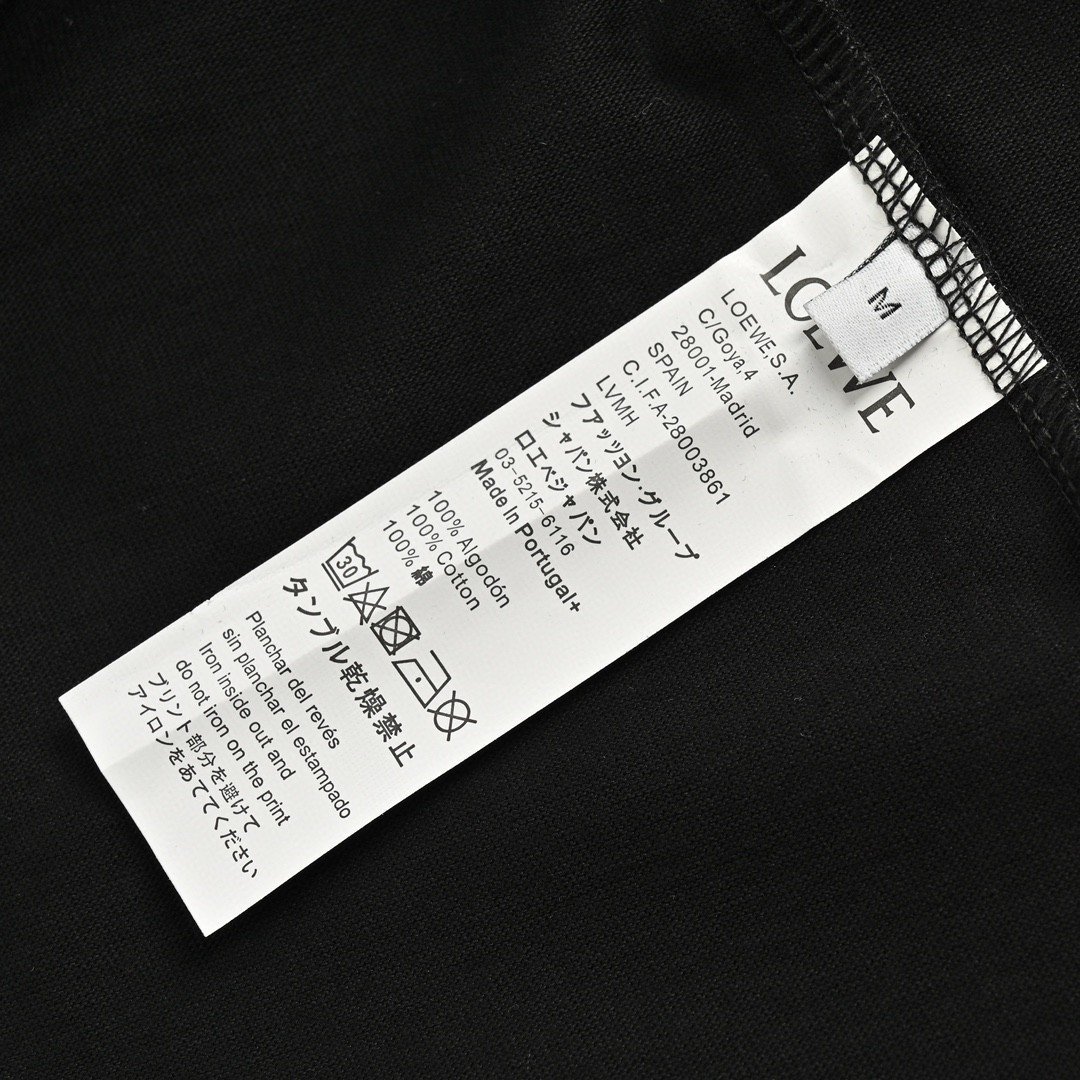 LOEWE
M
LOEWE,S.A.
C/Goya,4
28001-Madrid
SPAIN
C.I.F.A-28003861
LVMH
フアッツヨン・グループ
シャパン株式会社
ロエベジャパン
03-5215-6116
Made In Portugal+
100% Algodón
100% Cotton
100% 綿
30
タンブル乾燥禁止
Planchar del revés
sin planchar el estampado
Iron inside out and
do not iron on the print
プリント部分を避けて
アイロンをあててください